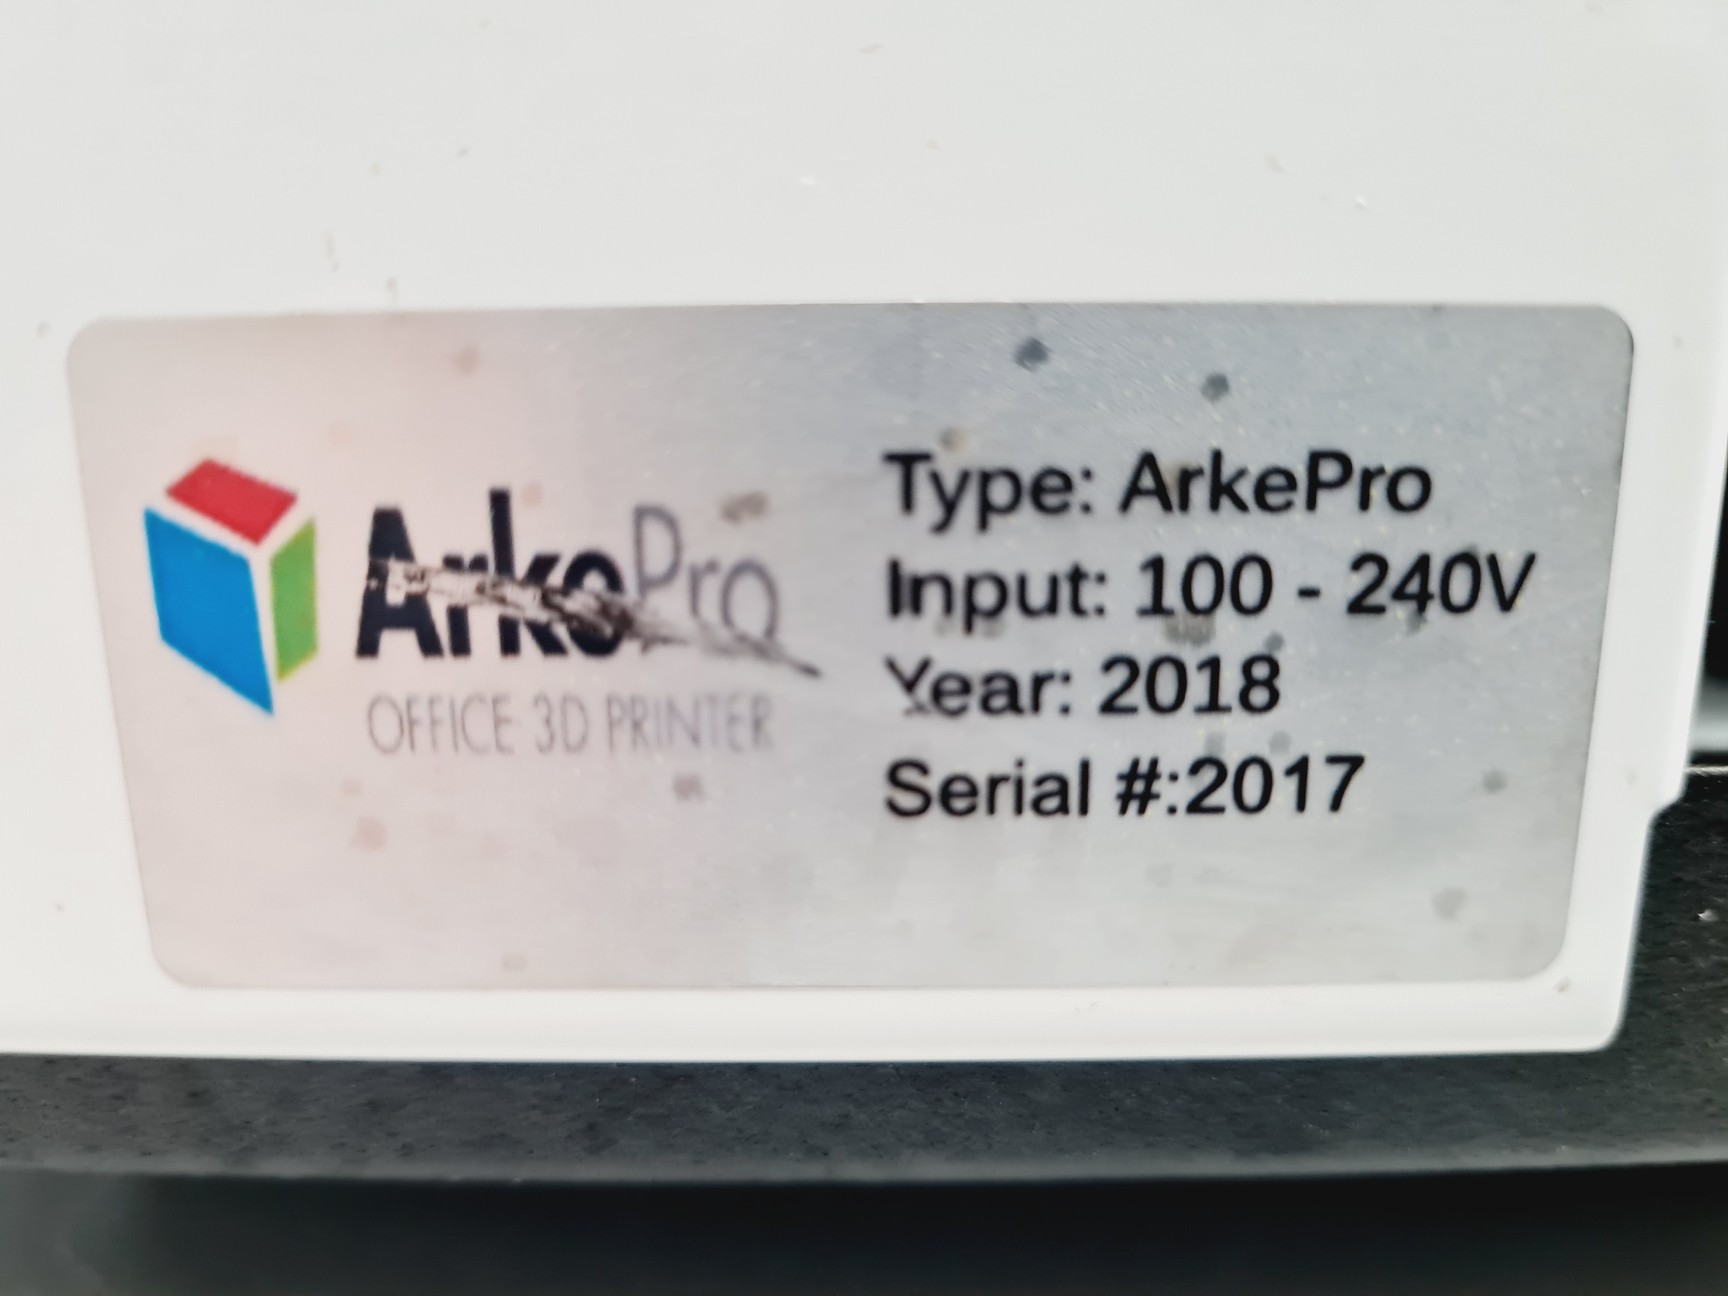 ArkePro
OFFICE 3D PRINTER
Type: ArkePro
Input: 100 - 240V
Year: 2018
Serial #:2017